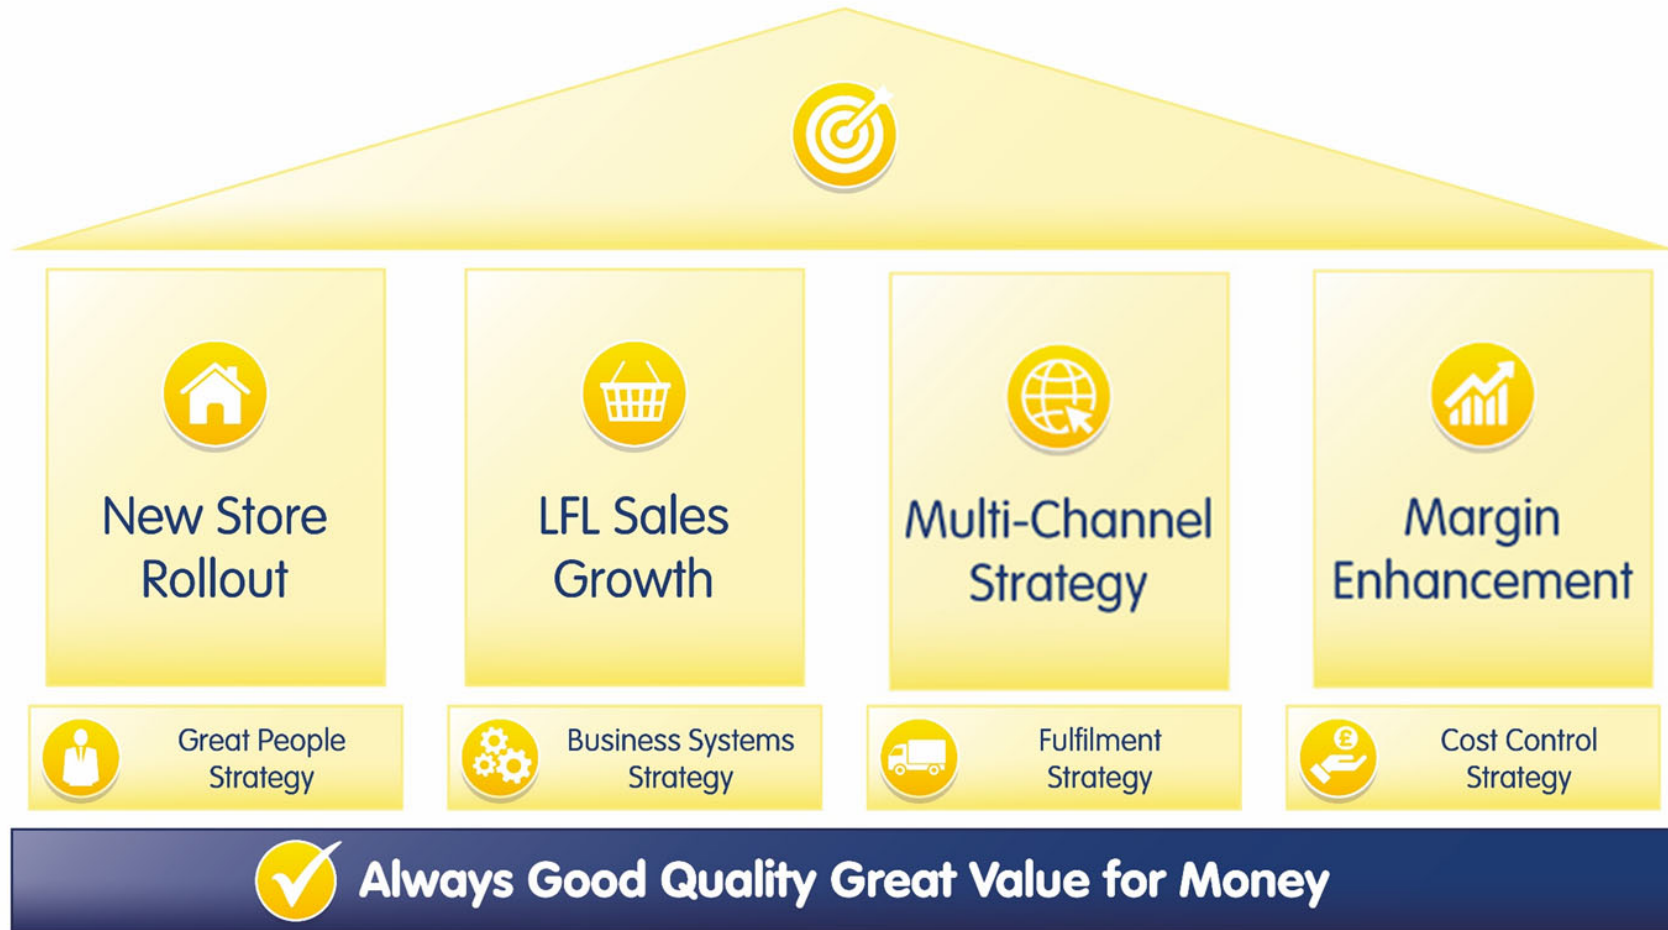 New Store
Rollout
LFL Sales
Growth
Multi-Channel
Strategy
Margin
Enhancement
Great People
Strategy
Business Systems
Strategy
Fulfilment
Strategy
£
Cost Control
Strategy
Always Good Quality Great Value for Money